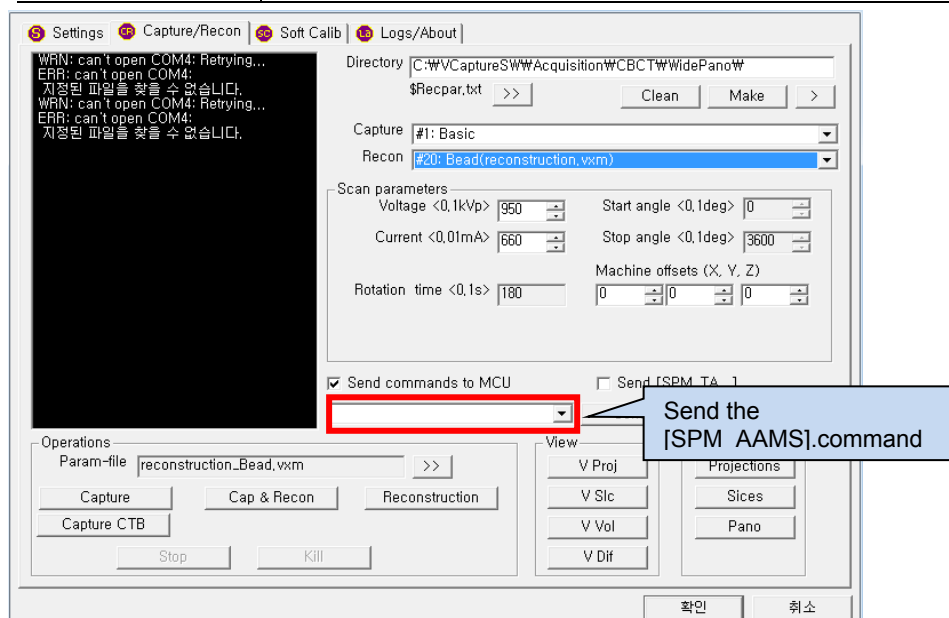 Settings Capture/Recon Soft Calib Logs/About
WRN: can't open COM4: Retrying...
ERR: can't open COM4:
지정된 파일을 찾을 수 없습니다.
WRN: can't open COM4: Retrying...
ERR: can't open COM4:
지정된 파일을 찾을 수 없습니다.
Directory C:₩VCaptureSW₩Acquisition₩CBCT₩WidePano₩
$Recpar,txt >> Clean Make >
Capture #1: Basic
Recon #20: Bead(reconstruction,vxm)
Scan parameters
Voltage <0,1kVp> 950 Start angle <0,1deg> 0
Current <0,01mA> 660 Stop angle <0,1deg> 3600
Machine offsets (X, Y, Z)
Rotation time <0,1s> 180 0 0 0
Send commands to MCU Send [SPM_TA...]
Send the
[SPM_AAMS].command
Operations
Param-file reconstruction_Bead,vxm >>
Capture Cap & Recon Reconstruction
Capture CTB
Stop Kill
View
V Proj Projections
V Slc Sices
V Vol Pano
V Dif
확인 취소